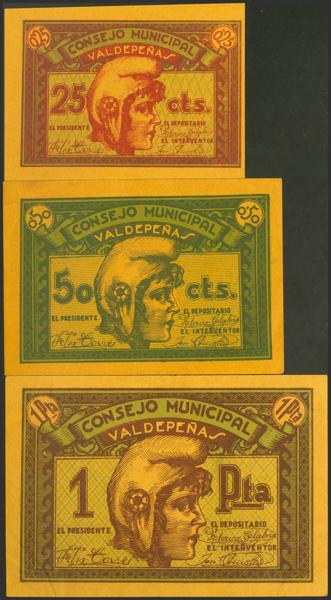 0'25 0'25
CONSEJO MUNICIPAL
VALDEPEÑAS
25 cts.
EL PRESIDENTE EL DEPOSITARIO
EL INTERVENTOR
0'50 0'50
CONSEJO MUNICIPAL
VALDEPEÑAS
50 cts.
EL PRESIDENTE EL DEPOSITARIO
EL INTERVENTOR
1 Pta 1 Pta
CONSEJO MUNICIPAL
VALDEPEÑAS
1 Pta
EL PRESIDENTE EL DEPOSITARIO
EL INTERVENTOR